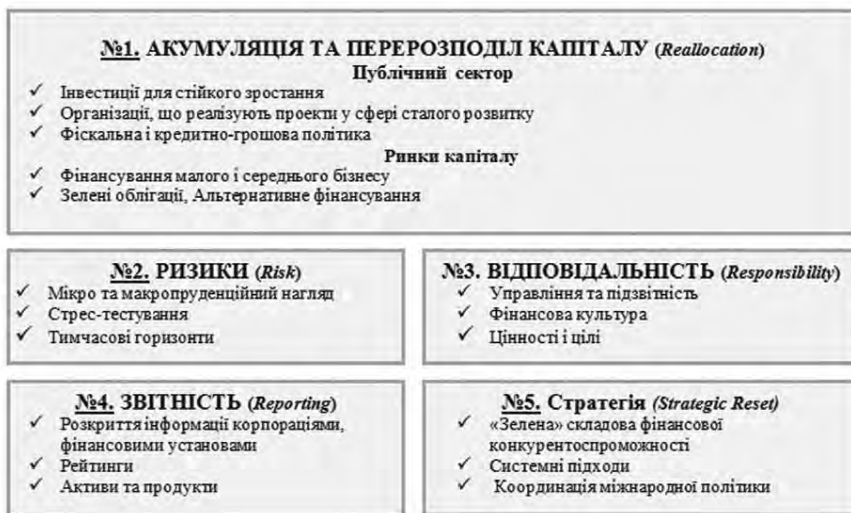 №1. АКУМУЛЯЦІЯ ТА ПЕРЕРОЗПОДІЛ КАПІТАЛУ (Reallocation)
Публічний сектор
✓ Інвестиції для стійкого зростання
✓ Організації, що реалізують проекти у сфері сталого розвитку
✓ Фіскальна і кредитно-грошова політика
Ринки капіталу
✓ Фінансування малого і середнього бізнесу
✓ Зелені облігації, Альтернативне фінансування
№2. РИЗИКИ (Risk)
✓ Мікро та макропруденційний нагляд
✓ Стрес-тестування
✓ Тимчасові горизонти
№3. ВІДПОВІДАЛЬНІСТЬ (Responsibility)
✓ Управління та підзвітність
✓ Фінансова культура
✓ Цінності і цілі
№4. ЗВІТНІСТЬ (Reporting)
✓ Розкриття інформації корпораціями,
фінансовими установами
✓ Рейтинги
✓ Активи та продукти
№5. Стратегія (Strategic Reset)
✓ «Зелена» складова фінансової
конкурентоспроможності
✓ Системні підходи
✓ Координація міжнародної політики